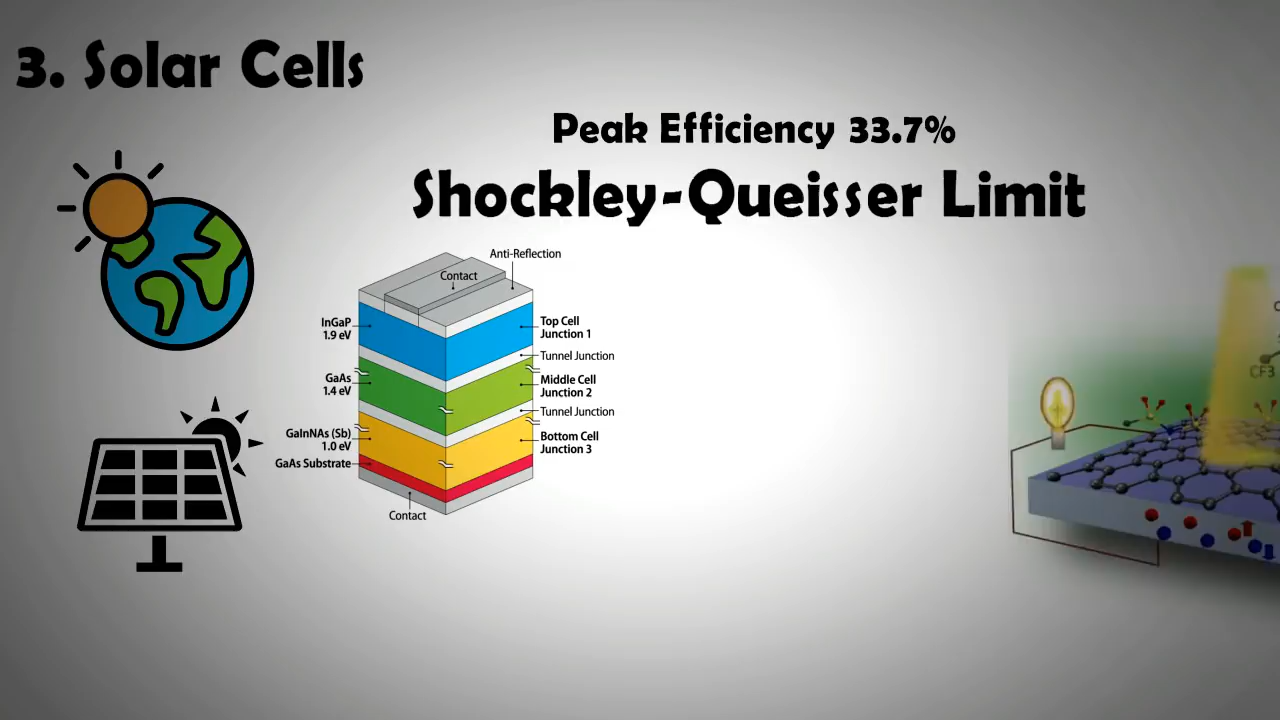 3. Solar Cells
Peak Efficiency 33.7%
Shockley-Queisser Limit
Anti-Reflection
Contact
InGaP
1.9 eV
Top Cell
Junction 1
Tunnel Junction
GaAs
1.4 eV
Middle Cell
Junction 2
Tunnel Junction
GaInNAs (Sb)
1.0 eV
Bottom Cell
Junction 3
GaAs Substrate
Contact
CF3